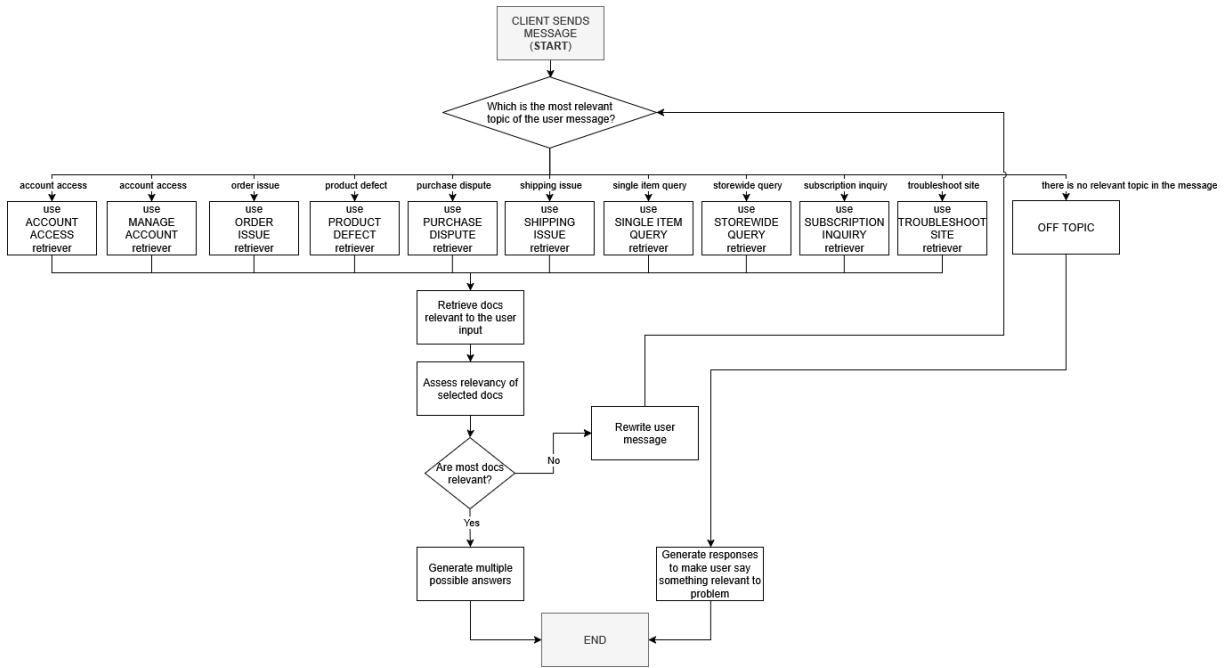 CLIENT SENDS
MESSAGE
(START)
Which is the most relevant
topic of the user message?
account access
account access
order issue
product defect
purchase dispute
shipping issue
single item query
storewide query
subscription inquiry
troubleshoot site
there is no relevant topic in the message
use
ACCOUNT
ACCESS
retriever
use
MANAGE
ACCOUNT
retriever
use
ORDER
ISSUE
retriever
use
PRODUCT
DEFECT
retriever
use
PURCHASE
DISPUTE
retriever
use
SHIPPING
ISSUE
retriever
use
SINGLE ITEM
QUERY
retriever
use
STOREWIDE
QUERY
retriever
use
SUBSCRIPTION
INQUIRY
retriever
use
TROUBLESHOOT
SITE
retriever
OFF TOPIC
Retrieve docs
relevant to the user
input
Assess relevancy of
selected docs
Rewrite user
message
Are most docs
relevant?
No
Yes
Generate multiple
possible answers
Generate responses
to make user say
something relevant to
problem
END